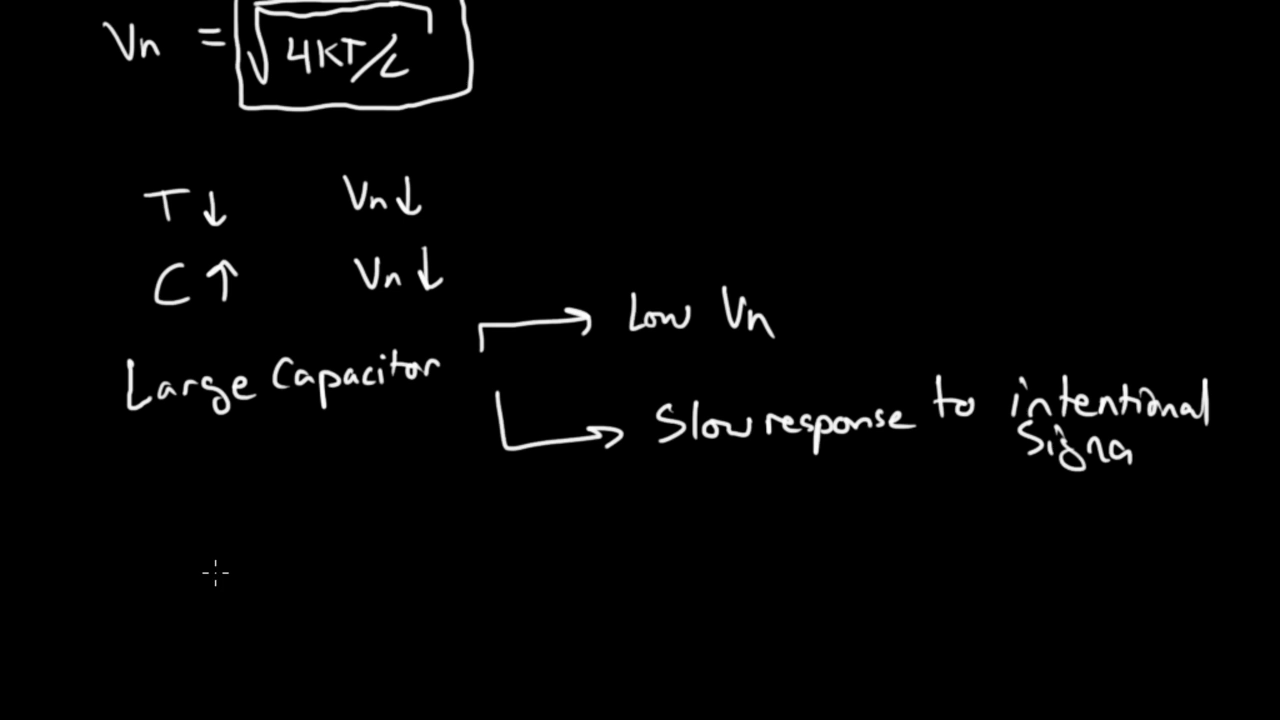 Vn = √4KT/C
T↓ Vn↓
C↑ Vn↓
Low Vn
Large Capacitor
Slow response to intentional
Signa